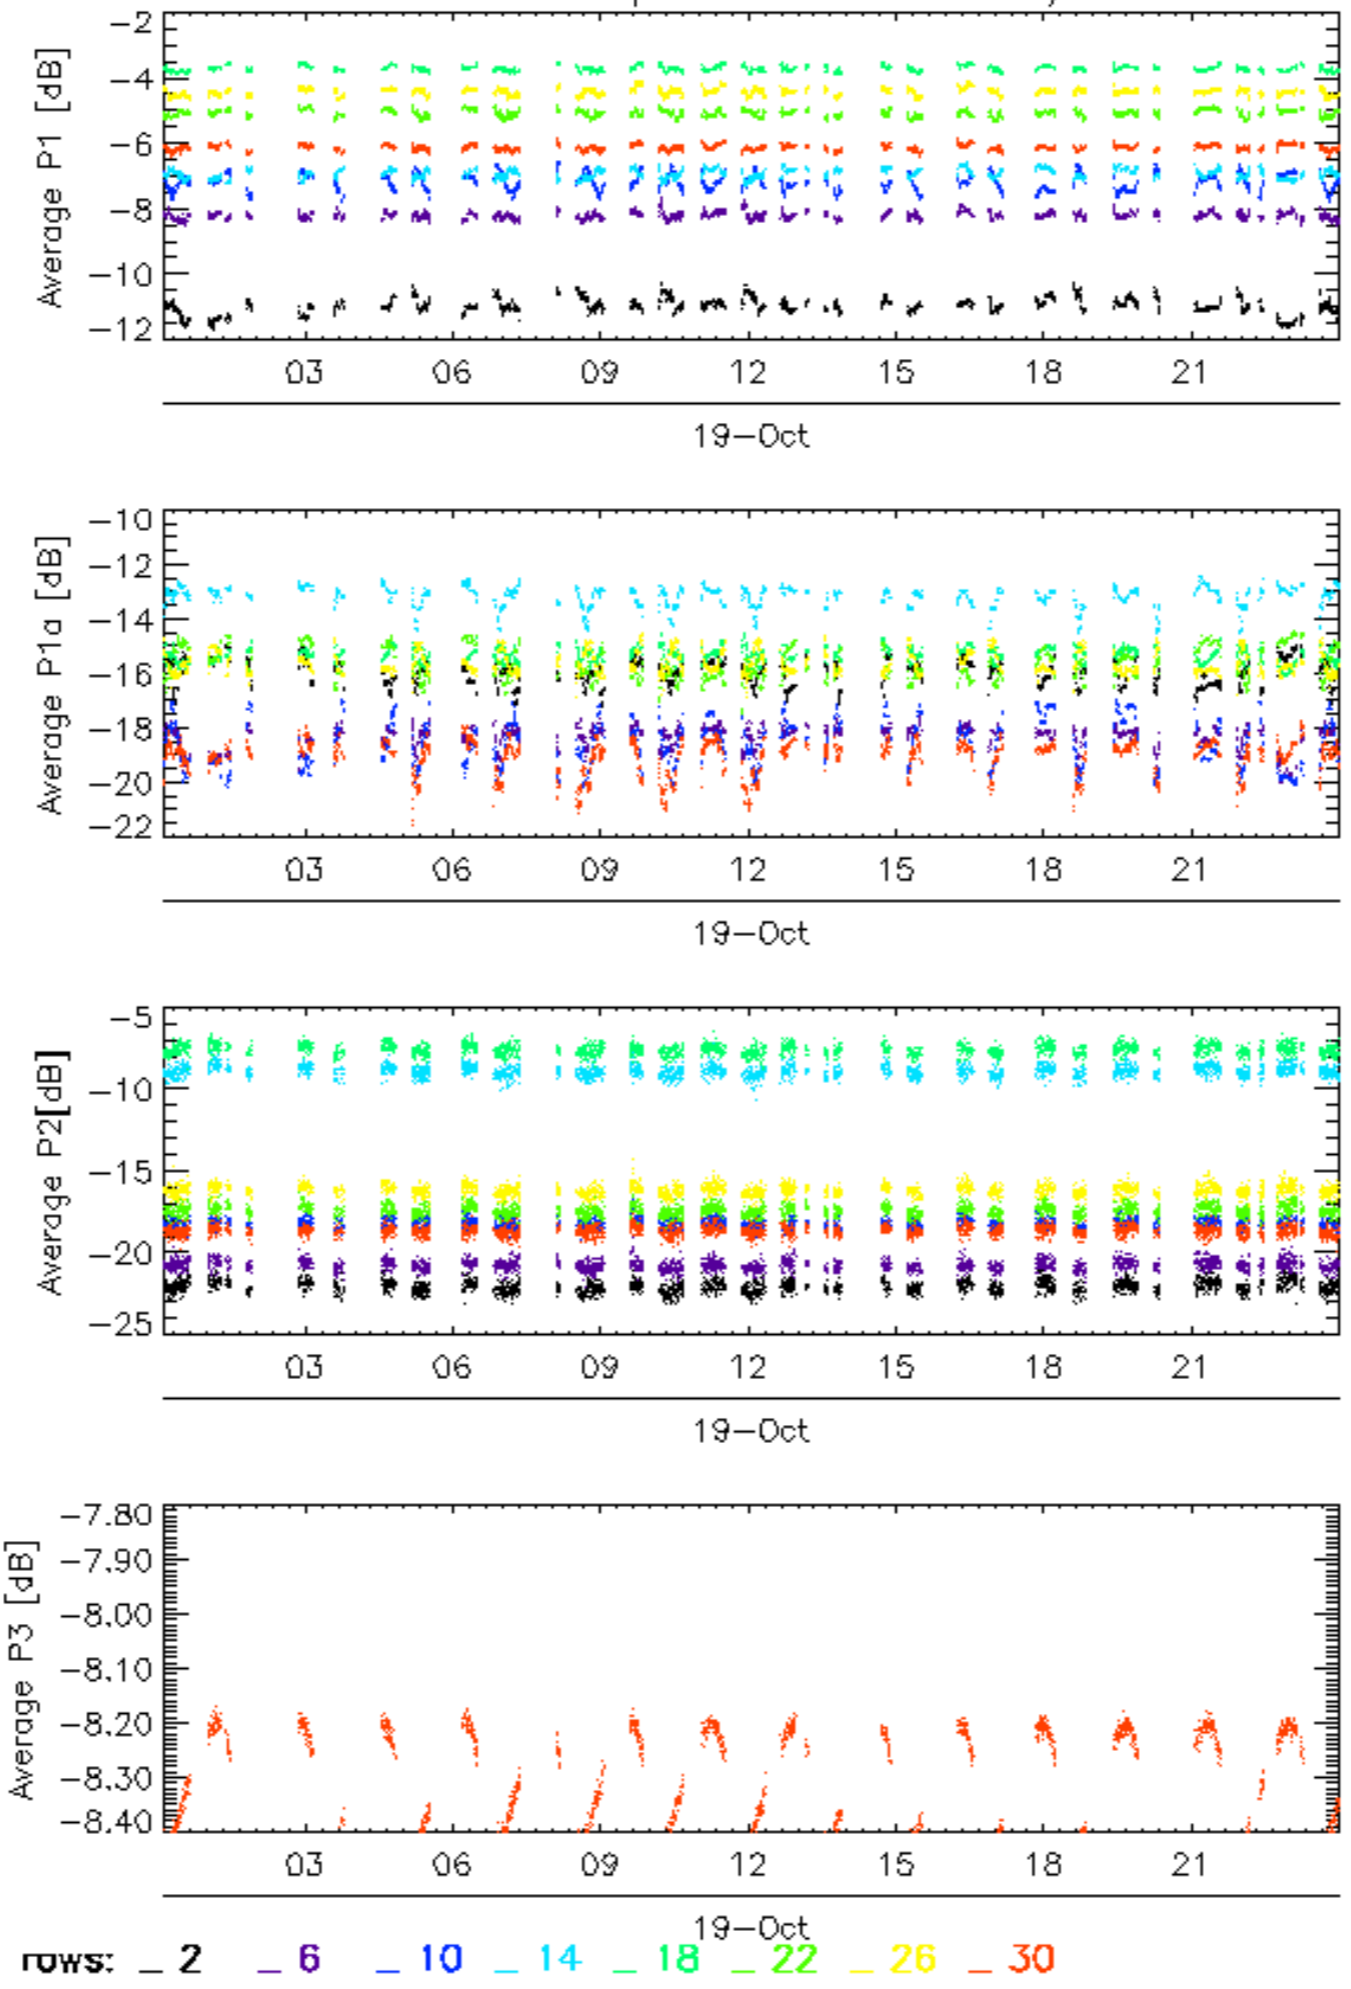 Average P1 [dB]
−2
−4
−6
−8
−10
−12
03 06 09 12 15 18 21
19−Oct
Average P1a [dB]
−10
−12
−14
−16
−18
−20
−22
03 06 09 12 15 18 21
19−Oct
Average P2[dB]
−5
−10
−15
−20
−25
03 06 09 12 15 18 21
19−Oct
Average P3 [dB]
−7.80
−7.90
−8.00
−8.10
−8.20
−8.30
−8.40
03 06 09 12 15 18 21
19−Oct
rows: _ 2 _ 6 _ 10 _ 14 _ 18 _ 22 _ 26 _ 30